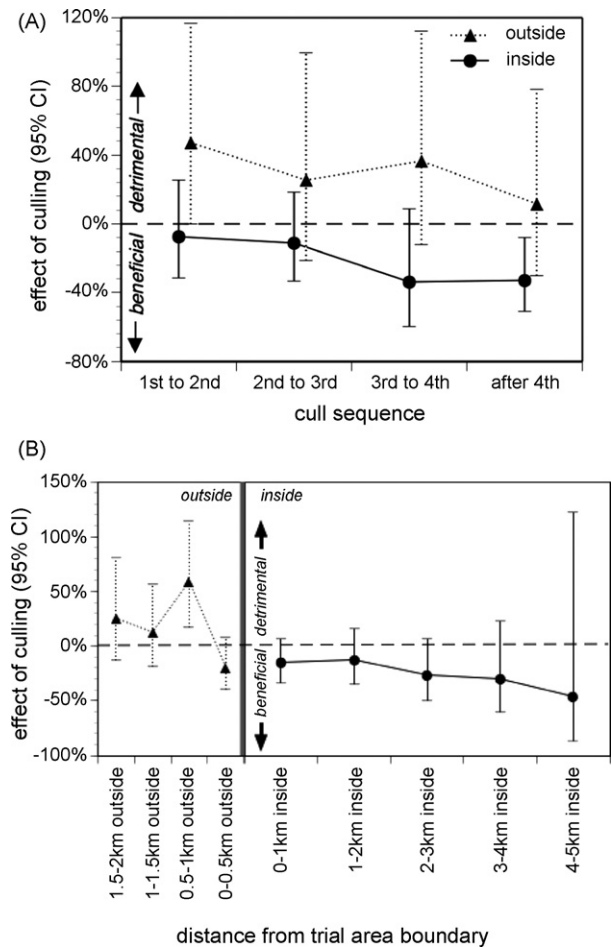 (A)
120%
80%
40%
0%
-40%
-80%
effect of culling (95% CI)
detrimental
beneficial
outside
inside
1st to 2nd
2nd to 3rd
3rd to 4th
after 4th
cull sequence
(B)
150%
100%
50%
0%
-50%
-100%
effect of culling (95% CI)
outside
inside
detrimental
beneficial
1.5-2km outside
1-1.5km outside
0.5-1km outside
0-0.5km outside
0-1km inside
1-2km inside
2-3km inside
3-4km inside
4-5km inside
distance from trial area boundary